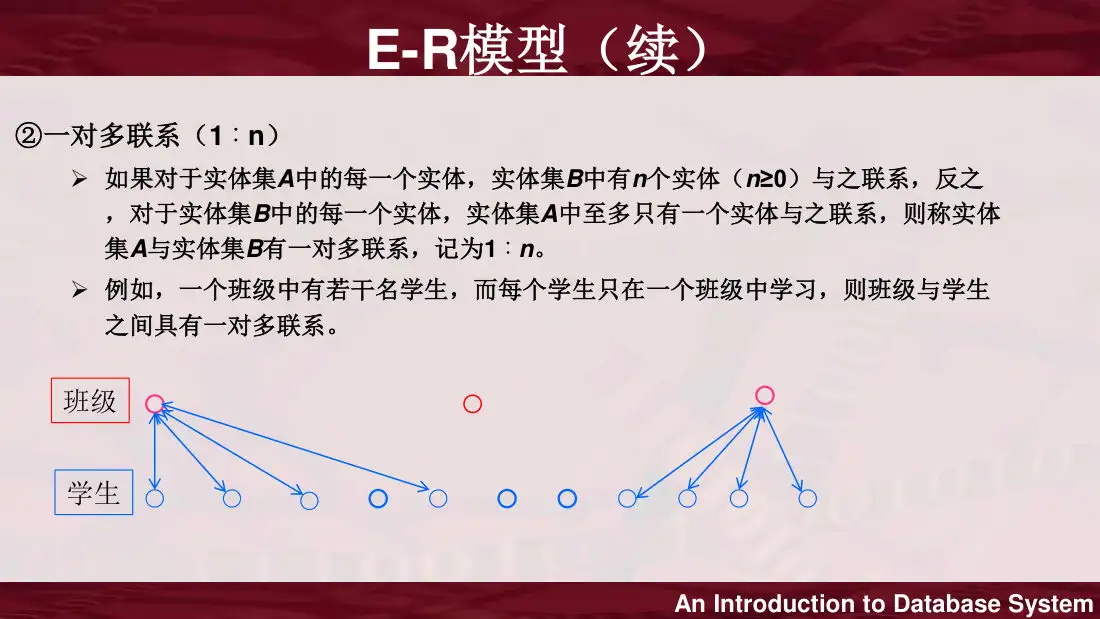 E-R模型（续）
②一对多联系（1∶n）
➢ 如果对于实体集A中的每一个实体，实体集B中有n个实体（n≥0）与之联系，反之
，对于实体集B中的每一个实体，实体集A中至多只有一个实体与之联系，则称实体
集A与实体集B有一对多联系，记为1∶n。
➢ 例如，一个班级中有若干名学生，而每个学生只在一个班级中学习，则班级与学生
之间具有一对多联系。
班级
学生
An Introduction to Database System